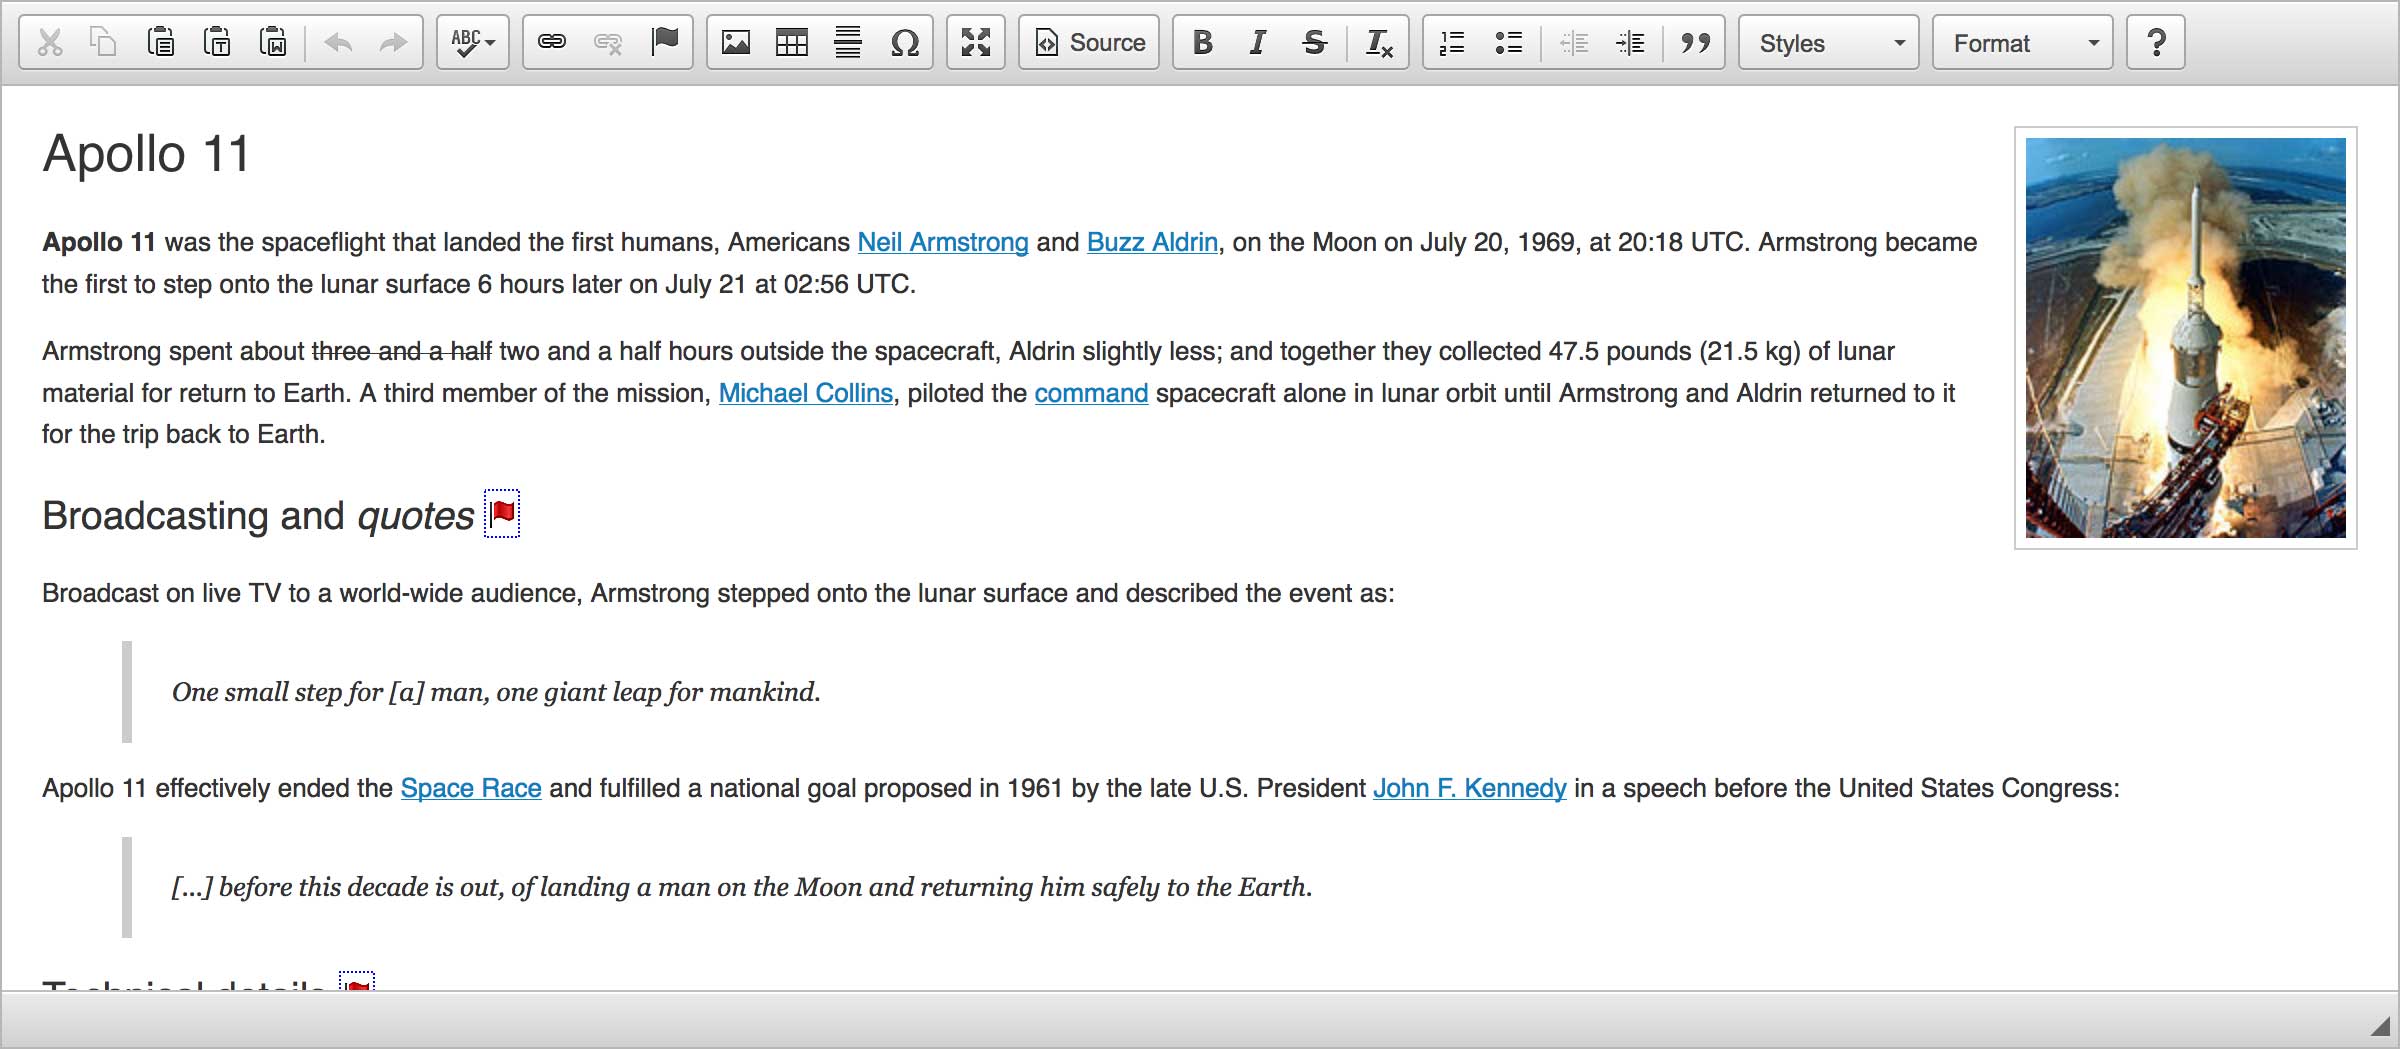 ABC
Source
B I S Tx
Styles
Format
?
Apollo 11
Apollo 11 was the spaceflight that landed the first humans, Americans Neil Armstrong and Buzz Aldrin, on the Moon on July 20, 1969, at 20:18 UTC. Armstrong became
the first to step onto the lunar surface 6 hours later on July 21 at 02:56 UTC.
Armstrong spent about three and a half two and a half hours outside the spacecraft, Aldrin slightly less; and together they collected 47.5 pounds (21.5 kg) of lunar
material for return to Earth. A third member of the mission, Michael Collins, piloted the command spacecraft alone in lunar orbit until Armstrong and Aldrin returned to it
for the trip back to Earth.
Broadcasting and quotes
Broadcast on live TV to a world-wide audience, Armstrong stepped onto the lunar surface and described the event as:
One small step for [a] man, one giant leap for mankind.
Apollo 11 effectively ended the Space Race and fulfilled a national goal proposed in 1961 by the late U.S. President John F. Kennedy in a speech before the United States Congress:
[...] before this decade is out, of landing a man on the Moon and returning him safely to the Earth.
Technical details